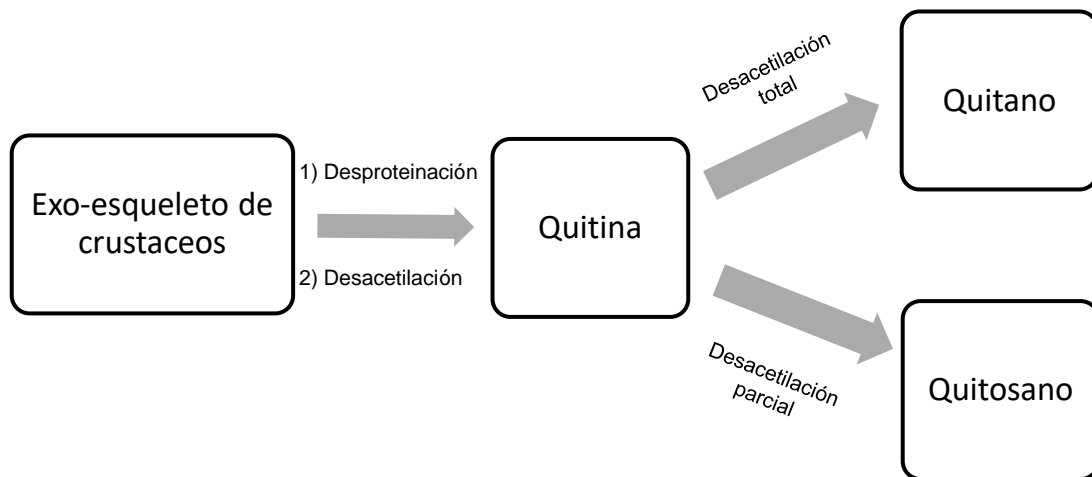 Exo-esqueleto de
crustaceos
1) Desproteinación
2) Desacetilación
Quitina
Desacetilación
total
Quitano
Desacetilación
parcial
Quitosano